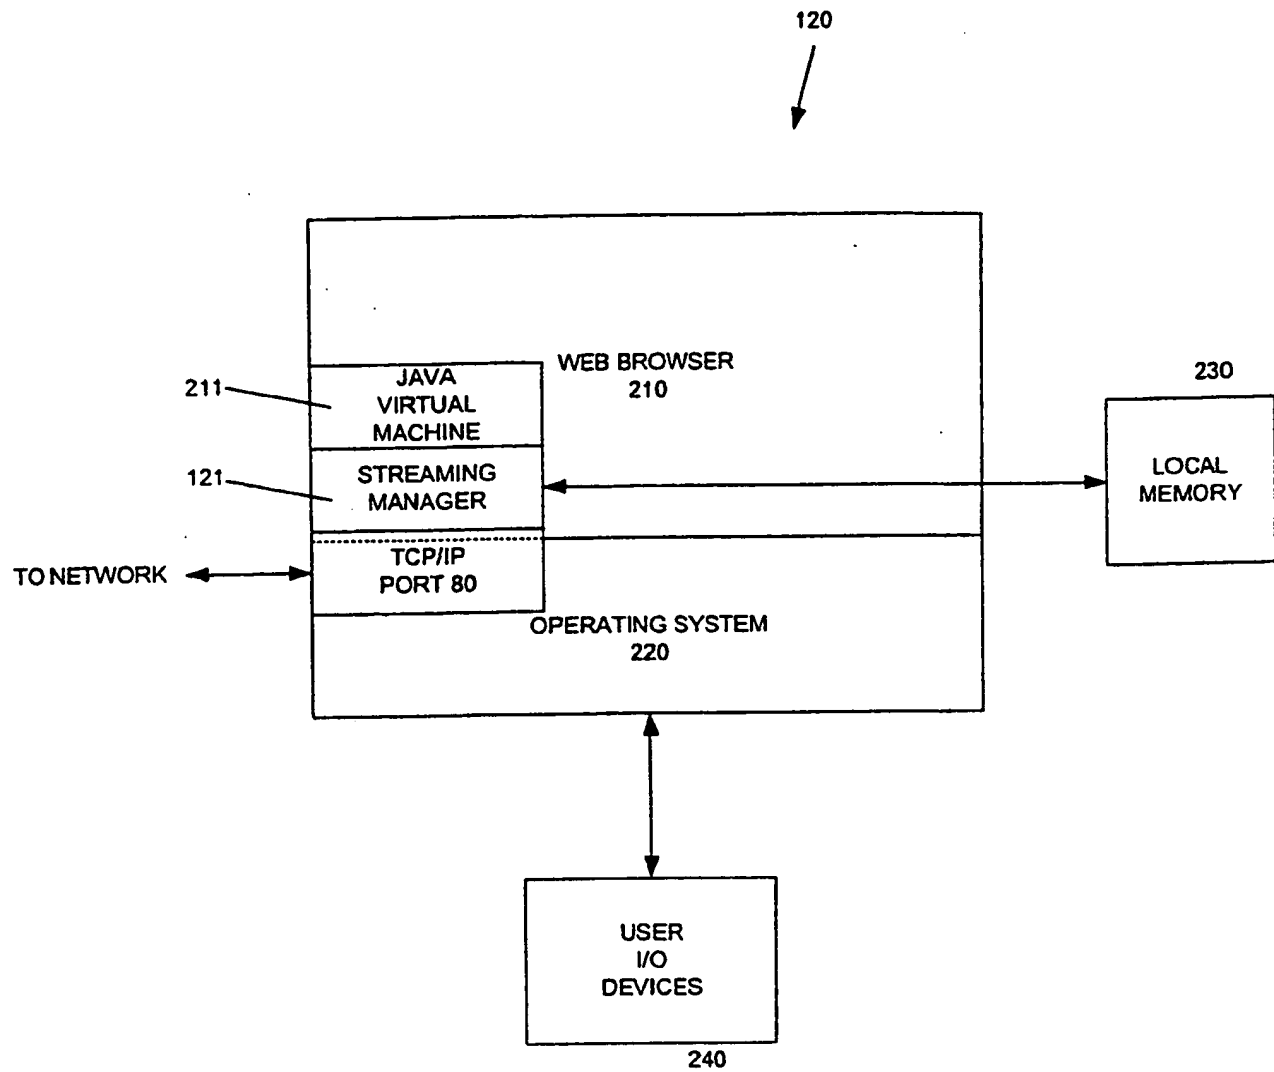 120
WEB BROWSER
210
211
JAVA
VIRTUAL
MACHINE
230
121
STREAMING
MANAGER
LOCAL
MEMORY
TO NETWORK
TCP/IP
PORT 80
OPERATING SYSTEM
220
USER
I/O
DEVICES
240